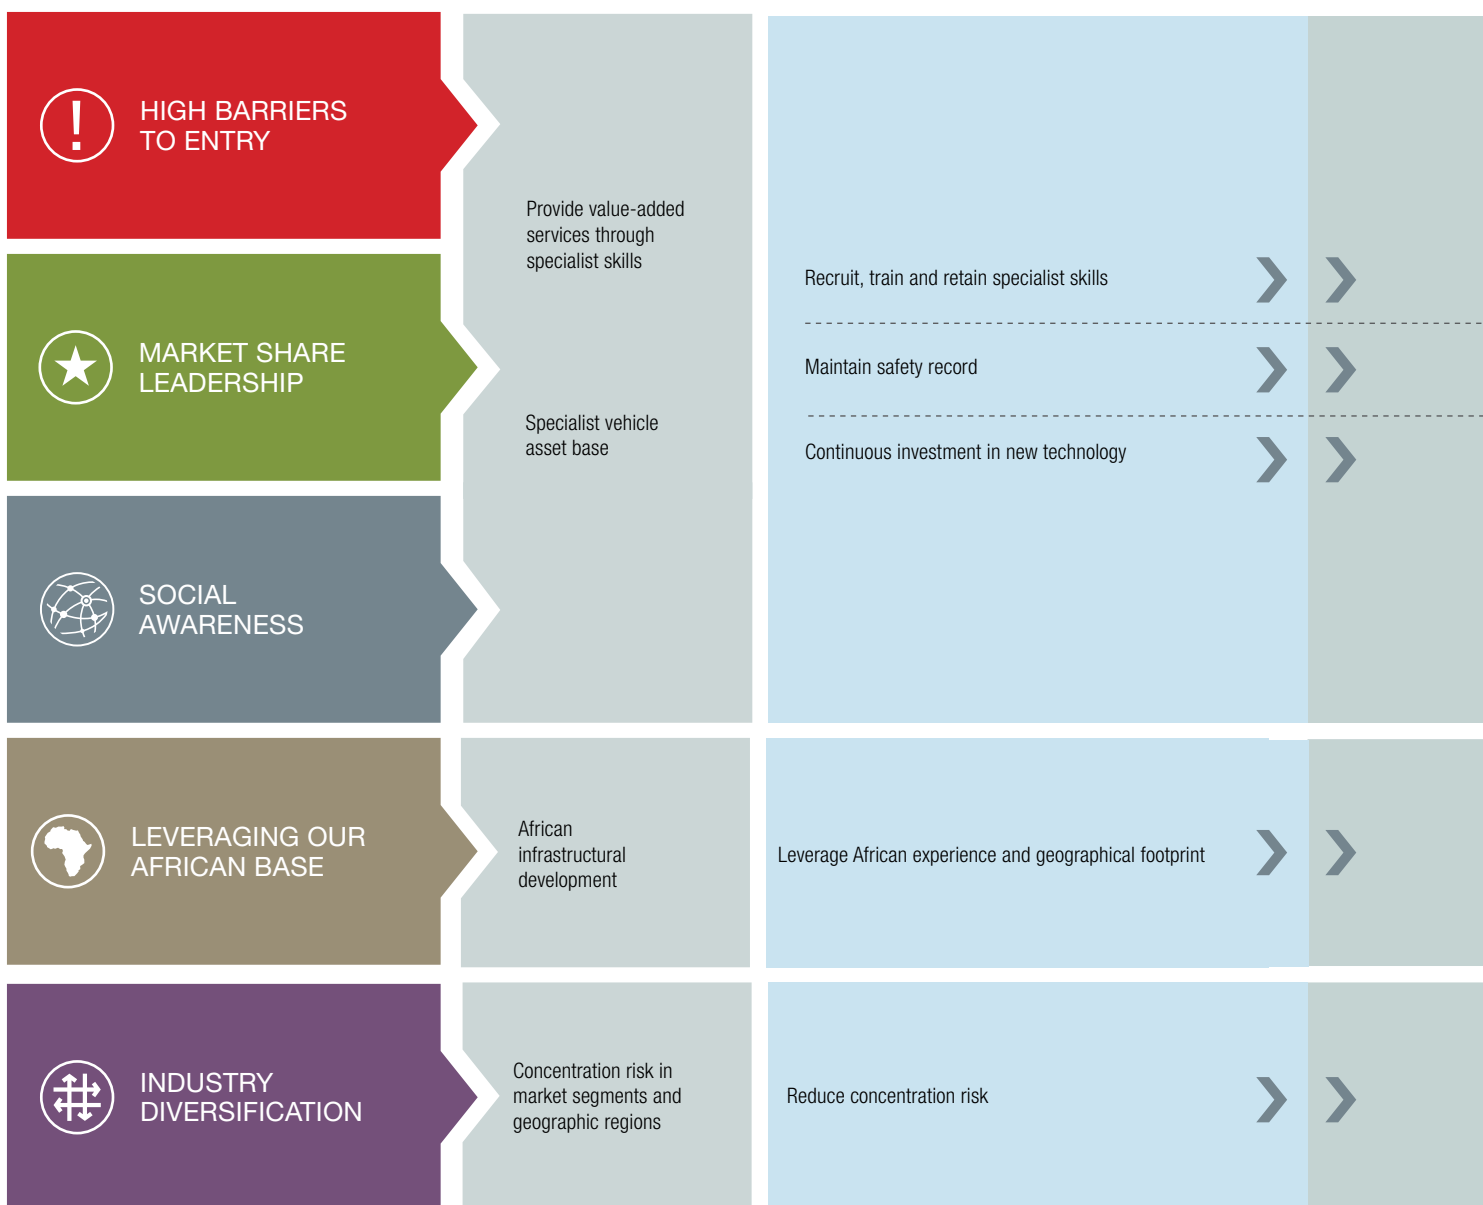 HIGH BARRIERS
TO ENTRY
MARKET SHARE
LEADERSHIP
SOCIAL
AWARENESS
Provide value-added
services through
specialist skills
Specialist vehicle
asset base
Recruit, train and retain specialist skills
Maintain safety record
Continuous investment in new technology
LEVERAGING OUR
AFRICAN BASE
African
infrastructural
development
Leverage African experience and geographical footprint
INDUSTRY
DIVERSIFICATION
Concentration risk in
market segments and
geographic regions
Reduce concentration risk